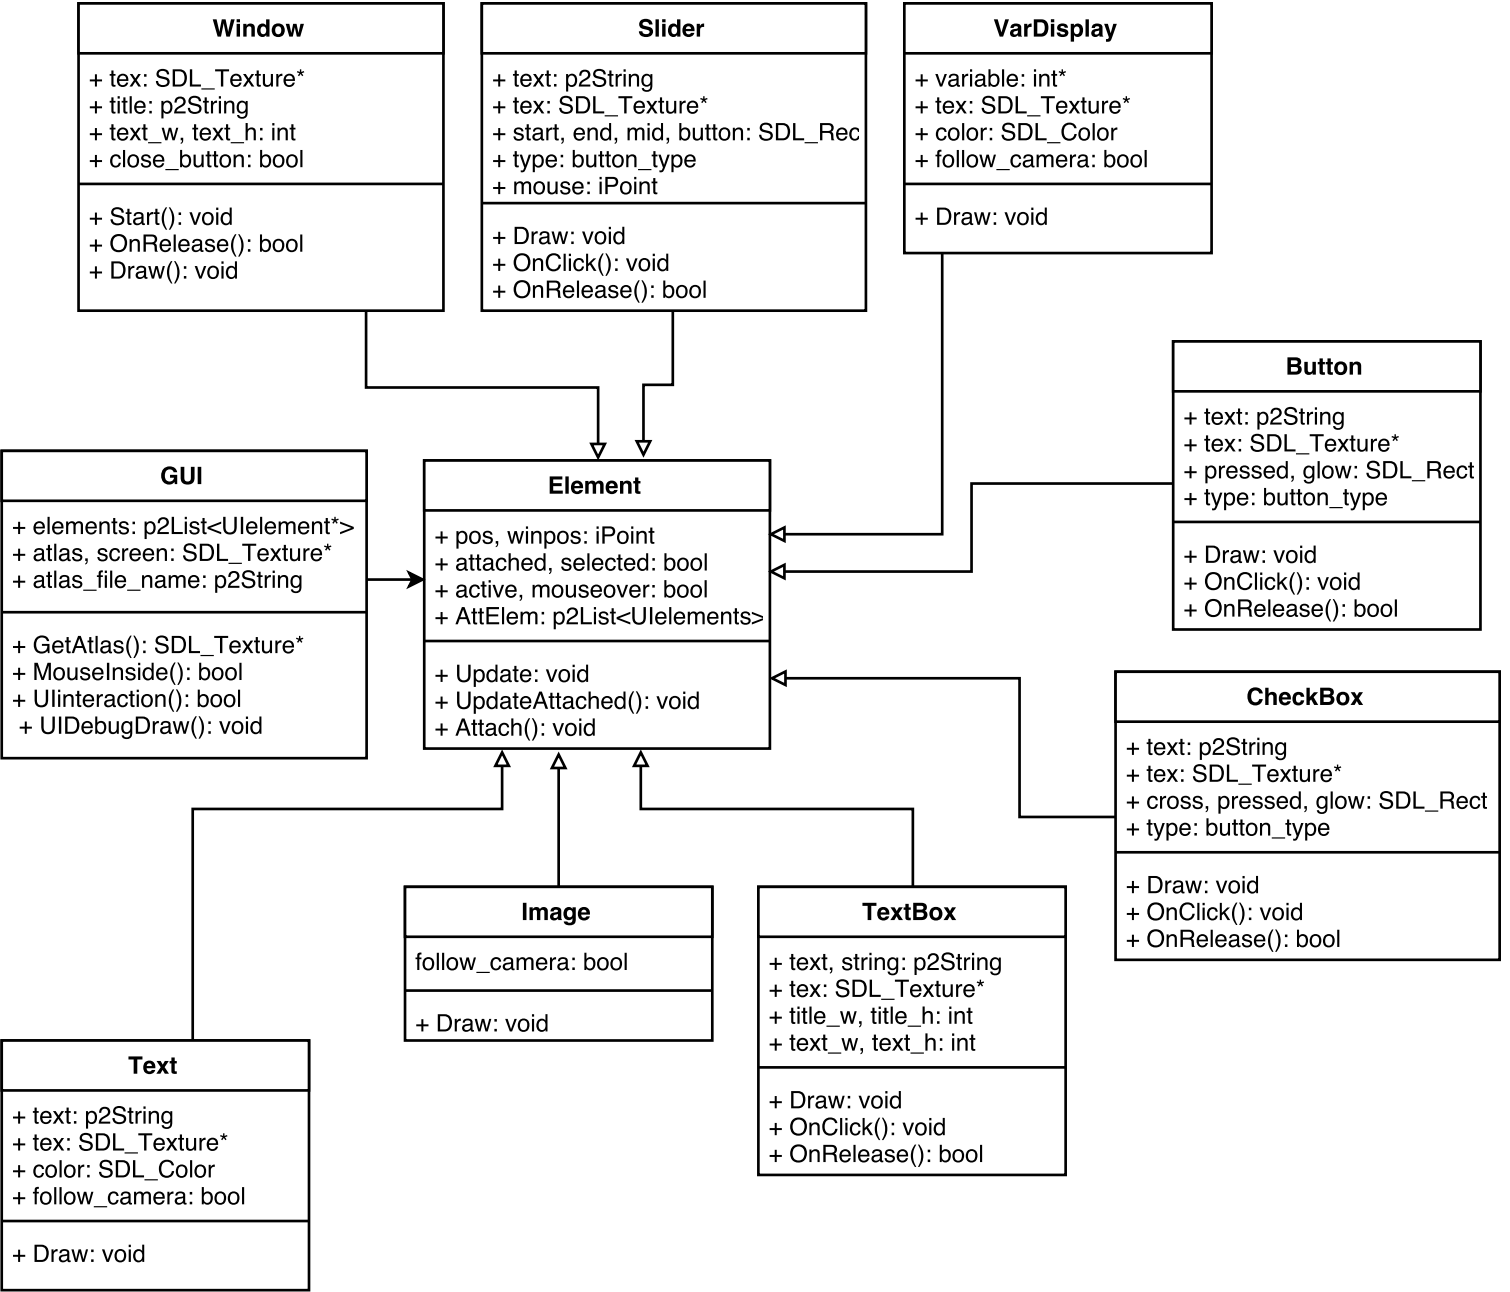 Window
+ tex: SDL_Texture*
+ title: p2String
+ text_w, text_h: int
+ close_button: bool
+ Start(): void
+ OnRelease(): bool
+ Draw(): void
Slider
+ text: p2String
+ tex: SDL_Texture*
+ start, end, mid, button: SDL_Rec
+ type: button_type
+ mouse: iPoint
+ Draw: void
+ OnClick(): void
+ OnRelease(): bool
VarDisplay
+ variable: int*
+ tex: SDL_Texture*
+ color: SDL_Color
+ follow_camera: bool
+ Draw: void
Button
+ text: p2String
+ tex: SDL_Texture*
+ pressed, glow: SDL_Rect
+ type: button_type
+ Draw: void
+ OnClick(): void
+ OnRelease(): bool
GUI
+ elements: p2List<UIelement*>
+ atlas, screen: SDL_Texture*
+ atlas_file_name: p2String
+ GetAtlas(): SDL_Texture*
+ MouseInside(): bool
+ UIinteraction(): bool
+ UIDebugDraw(): void
Element
+ pos, winpos: iPoint
+ attached, selected: bool
+ active, mouseover: bool
+ AttElem: p2List<UIelements>
+ Update: void
+ UpdateAttached(): void
+ Attach(): void
CheckBox
+ text: p2String
+ tex: SDL_Texture*
+ cross, pressed, glow: SDL_Rect
+ type: button_type
+ Draw: void
+ OnClick(): void
+ OnRelease(): bool
Image
follow_camera: bool
+ Draw: void
TextBox
+ text, string: p2String
+ tex: SDL_Texture*
+ title_w, title_h: int
+ text_w, text_h: int
+ Draw: void
+ OnClick(): void
+ OnRelease(): bool
Text
+ text: p2String
+ tex: SDL_Texture*
+ color: SDL_Color
+ follow_camera: bool
+ Draw: void